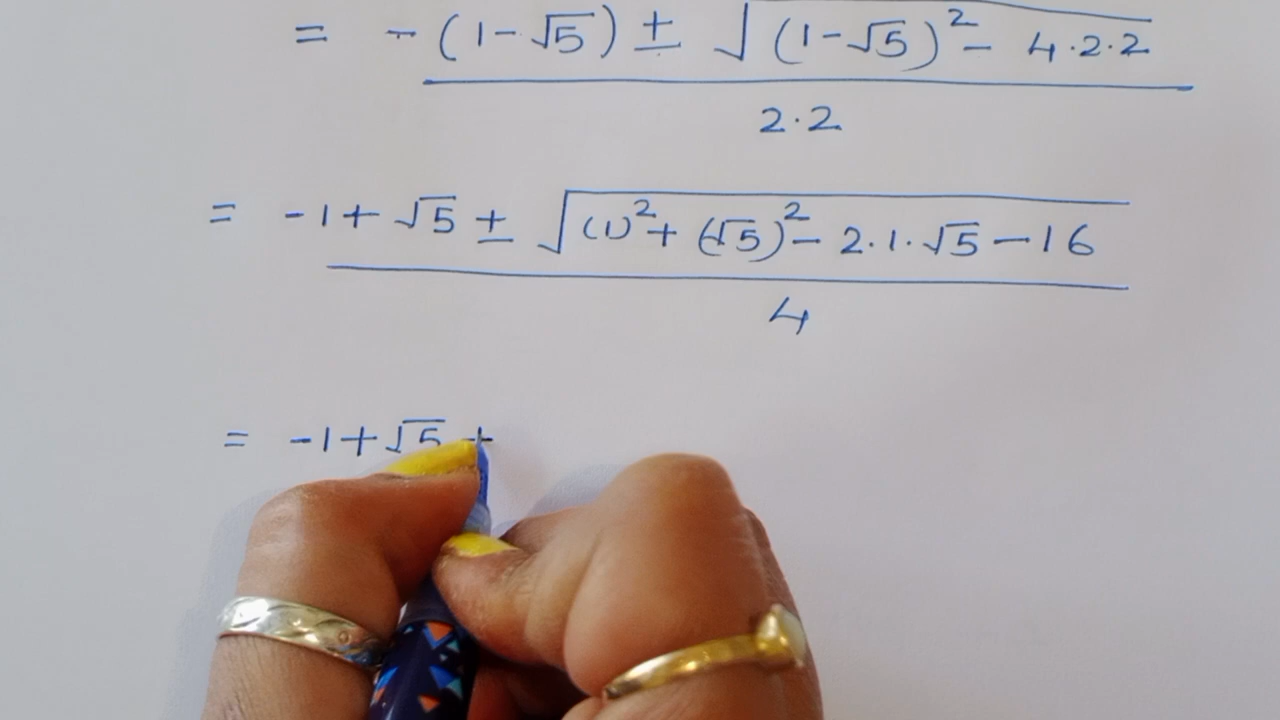 = -(1-√5) ± √(1-√5)² - 4·2·2
2·2
= -1+√5 ± √(1)²+(√5)²-2·1·√5-16
4
= -1+√5 +